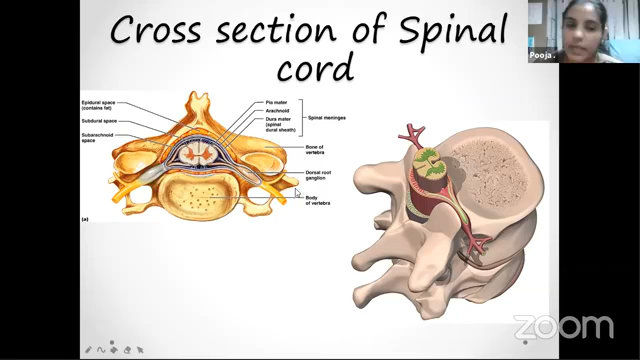 Cross section of Spinal
cord
Pooja
Epidural space
(contains fat)
Subdural space
Subarachnoid
space
Pia mater
Arachnoid
Dura mater
(spinal
dural sheath)
Spinal meninges
Bone of
vertebra
Dorsal root
ganglion
Body
of vertebra
(a)
zoom